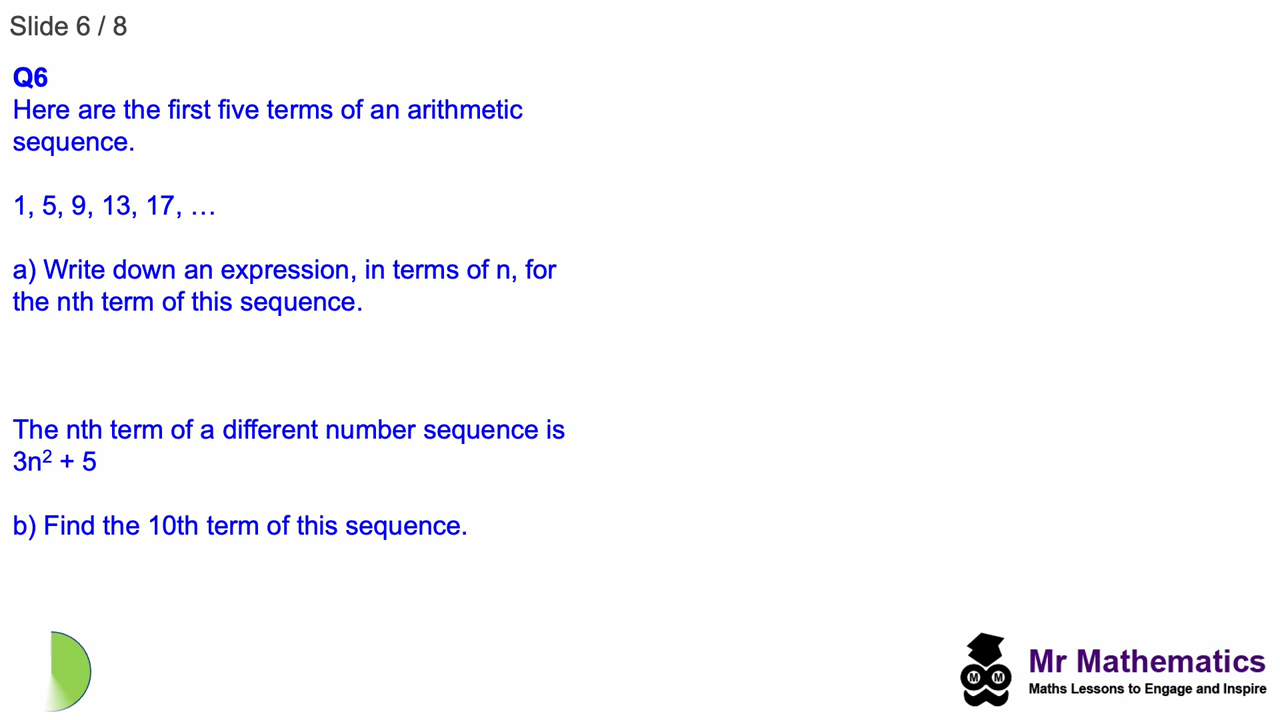 Slide 6 / 8
Q6
Here are the first five terms of an arithmetic
sequence.
1, 5, 9, 13, 17, …
a) Write down an expression, in terms of n, for
the nth term of this sequence.
The nth term of a different number sequence is
3n² + 5
b) Find the 10th term of this sequence.
M M
Mr Mathematics
Maths Lessons to Engage and Inspire